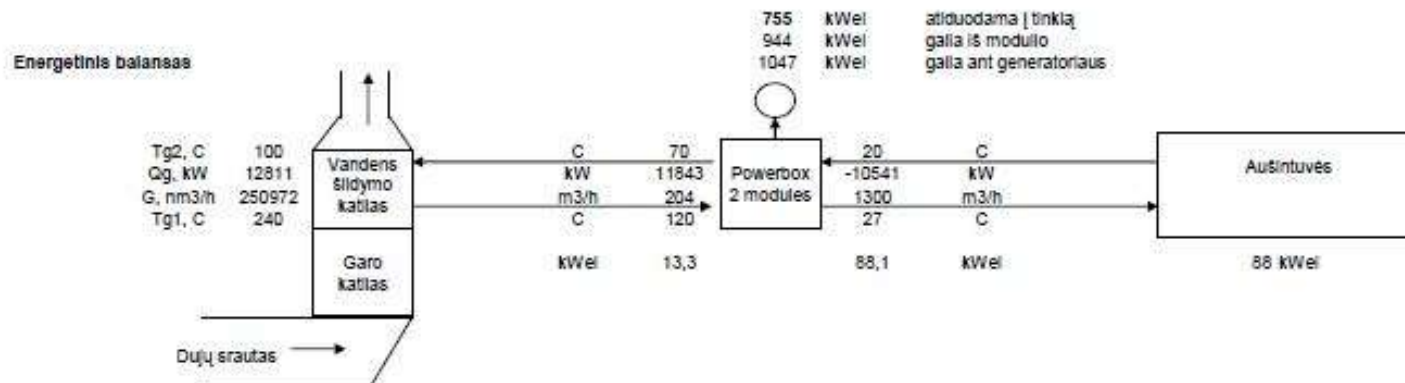 755 kWel atiduodama į tinklą
944 kWel galia iš modulio
Energetinis balansas
1047 kWel galia ant generatoriaus
Tg2, C 100
C 70
20 C
Qg, kW 12811
kW 11843
-10541 kW
G, nm3/h 250972
m3/h 204
1300 m3/h
Tg1, C 240
C 120
27 C
Vandens
šildymo
katilas
Powerbox
2 modules
Aušintuvės
Garo
katilas
kWel 13,3
88,1 kWel
88 kWel
Dujų srautas